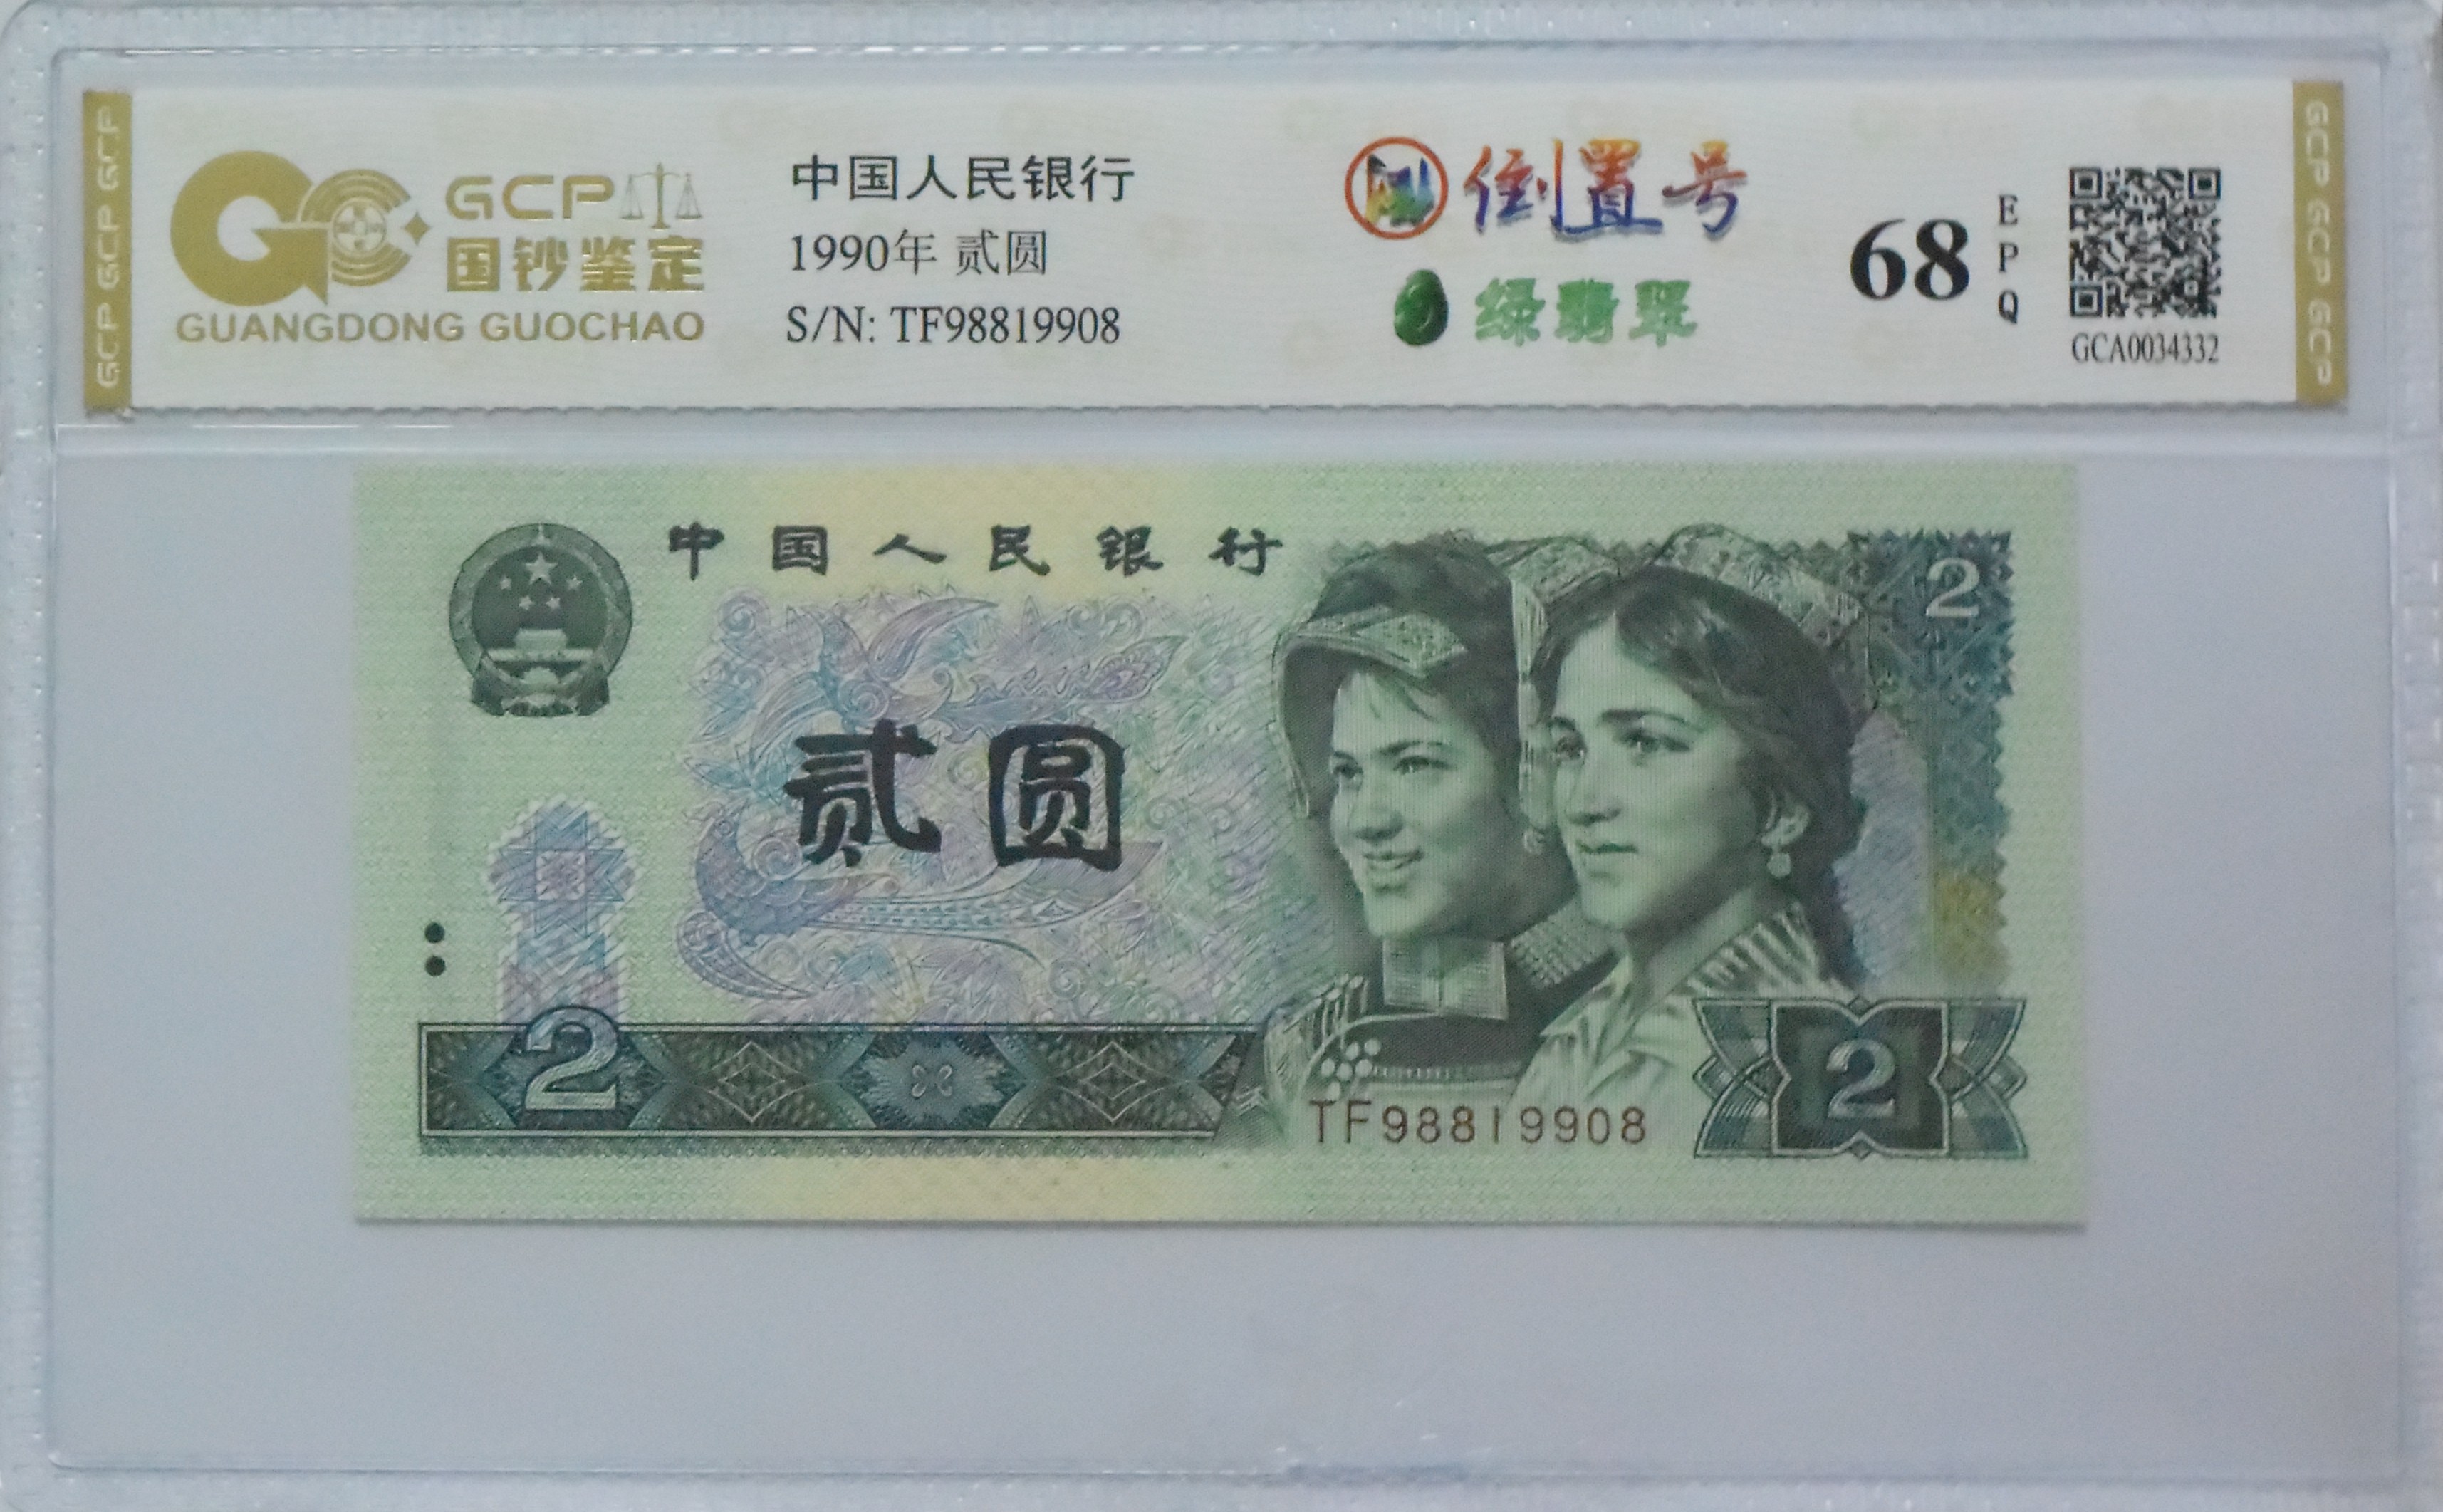 GCP GCP GCP
GCP
国钞鉴定
GUANGDONG GUOCHAO
中国人民银行
1990年 贰圆
S/N: TF98819908
倒置号
绿翡翠
68
EPQ
GCA0034332
GCP GCP GCP
中国人民银行
2
贰圆
2
2
TF98819908